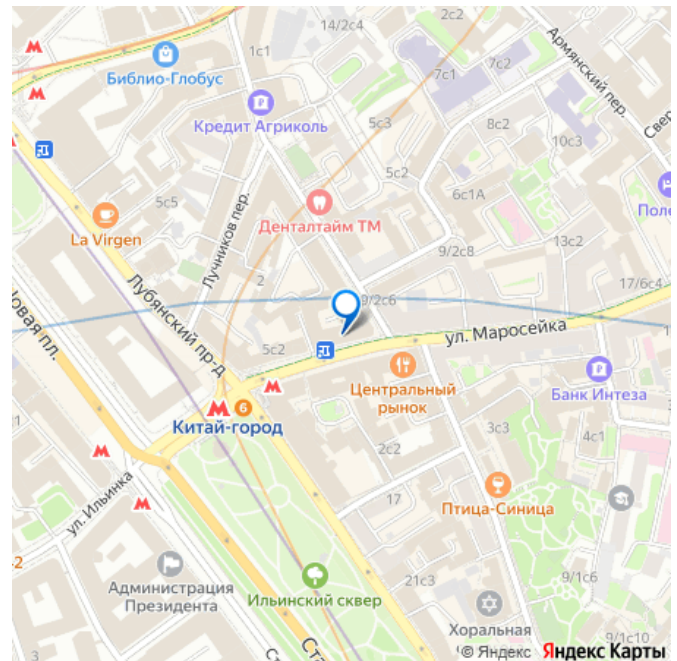 2с2
14/2с4
1с1
Библио-Глобус
7с1
7с2
Армянский пер.
Кредит Агриколь
5с3
8с2
10с3
5с2
6с1А
5с5
La Virgen
Лучников пер.
Денталтайм ТМ
9/2с8
13с2
2
9/2с6
17/6с4
Лубянский пр-д
5с2
ул. Маросейка
Центральный
рынок
Банк Интеза
6
Китай-город
3с3
4с1
2с2
17
ул. Ильинка
Птица-Синица
Администрация
Президента
Ильинский сквер
21с3
9/1с6
Хоральная
9/1с10
© Яндекс Яндекс Карты